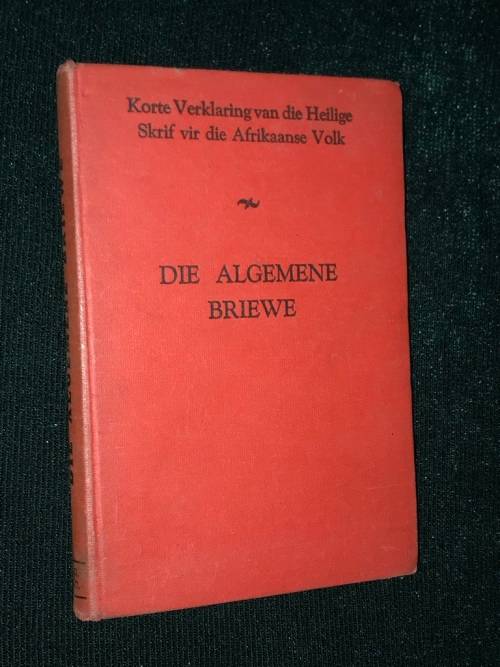 Korte Verklaring van die Heilige
Skrif vir die Afrikaanse Volk
DIE ALGEMENE
BRIEWE